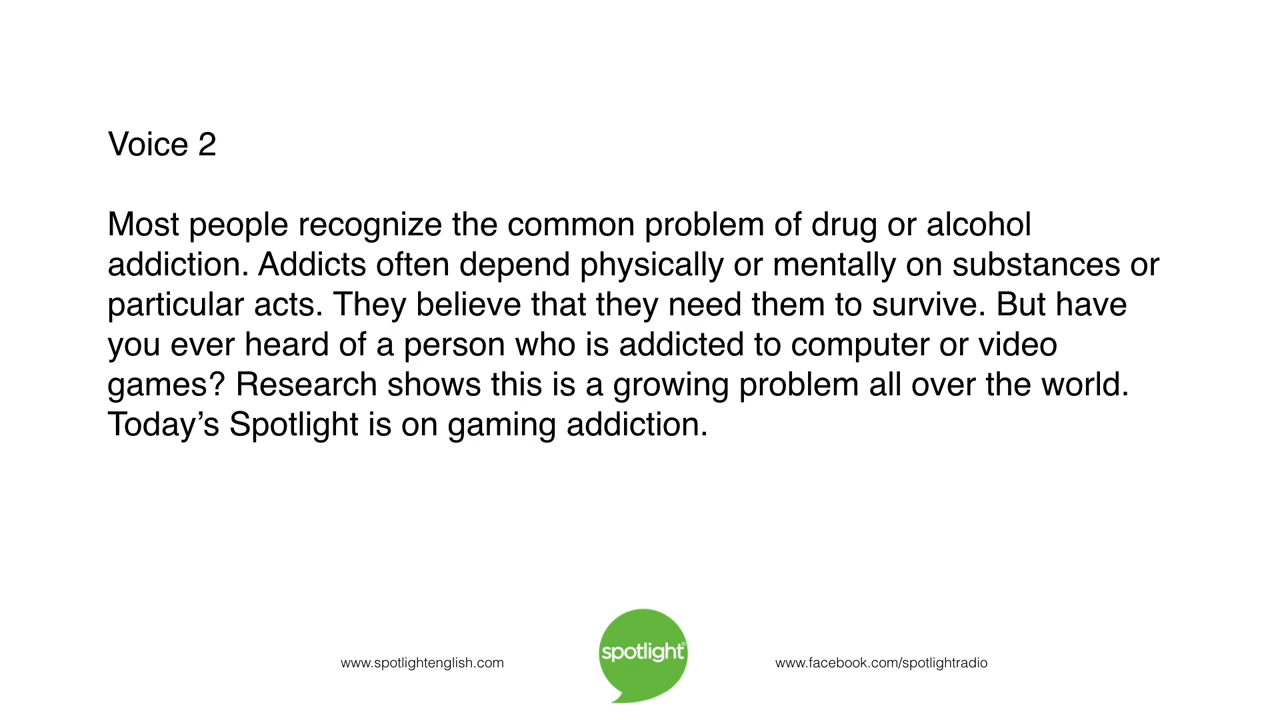 Voice 2
Most people recognize the common problem of drug or alcohol
addiction. Addicts often depend physically or mentally on substances or
particular acts. They believe that they need them to survive. But have
you ever heard of a person who is addicted to computer or video
games? Research shows this is a growing problem all over the world.
Today’s Spotlight is on gaming addiction.
www.spotlightenglish.com
spotlight®
www.facebook.com/spotlightradio